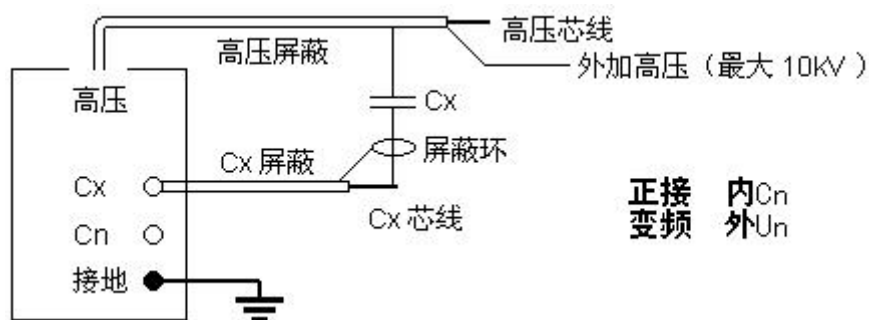 高压芯线
高压屏蔽
外加高压（最大 10KV ）
高压
Cx
Cx 屏蔽
屏蔽环
Cx
Cx 芯线
正接 内Cn
变频 外Un
Cn
接地